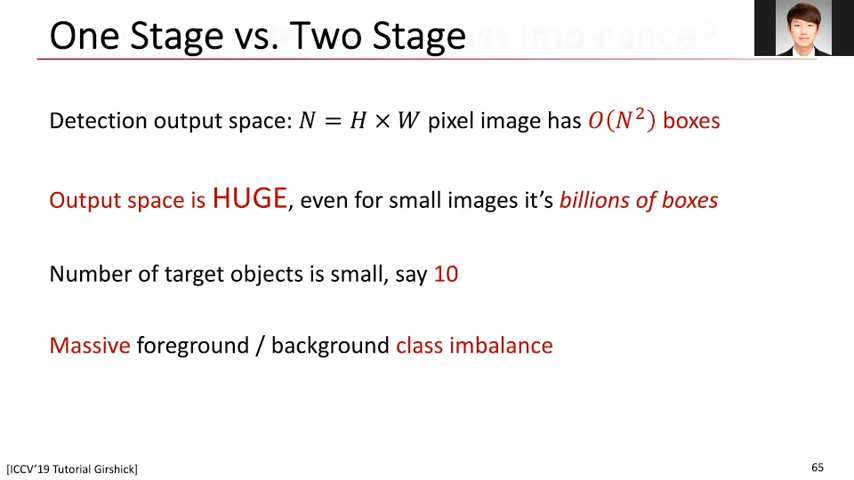 One Stage vs. Two Stage
Detection output space: N = H × W pixel image has O(N²) boxes
Output space is HUGE, even for small images it's billions of boxes
Number of target objects is small, say 10
Massive foreground / background class imbalance
[ICCV'19 Tutorial Girshick]
65